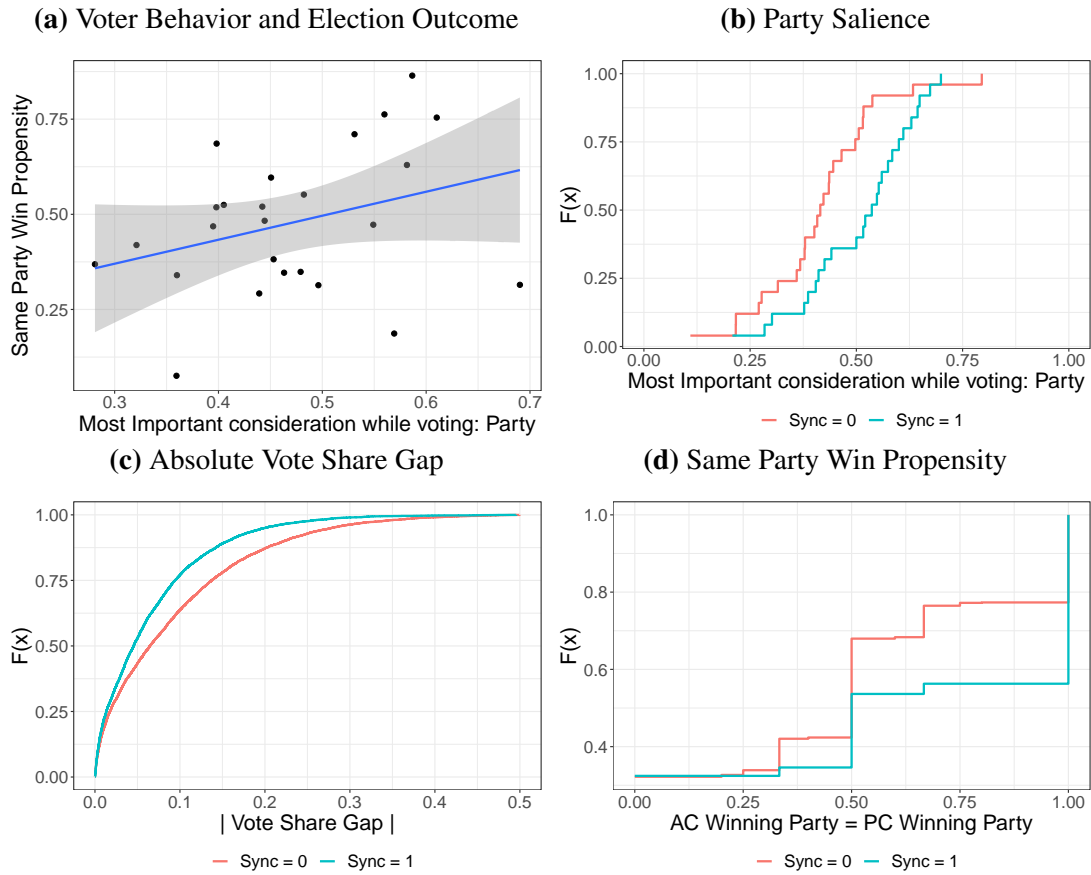 (a) Voter Behavior and Election Outcome
Same Party Win Propensity
0.75
0.50
0.25
0.3 0.4 0.5 0.6 0.7
Most Important consideration while voting: Party
(b) Party Salience
F(x)
1.00
0.75
0.50
0.25
0.00
0.00 0.25 0.50 0.75 1.00
Most Important consideration while voting: Party
Sync = 0 Sync = 1
(c) Absolute Vote Share Gap
F(x)
1.00
0.75
0.50
0.25
0.00
0.0 0.1 0.2 0.3 0.4 0.5
| Vote Share Gap |
Sync = 0 Sync = 1
(d) Same Party Win Propensity
F(x)
1.0
0.8
0.6
0.4
0.00 0.25 0.50 0.75 1.00
AC Winning Party = PC Winning Party
Sync = 0 Sync = 1